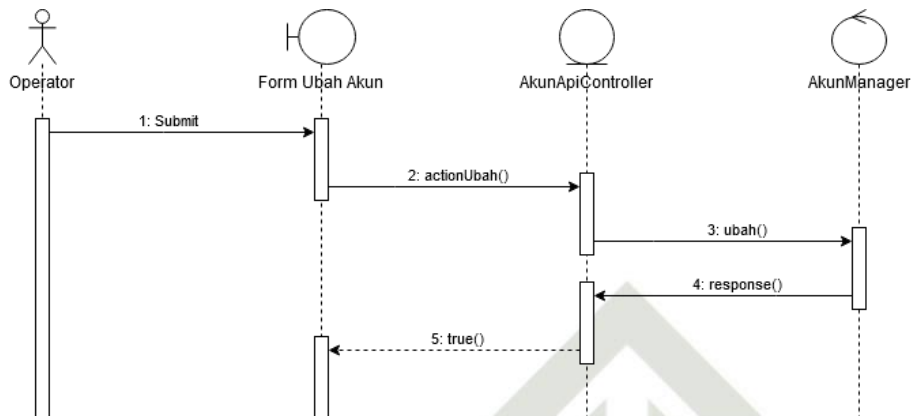 Operator
Form Ubah Akun
AkunApiController
AkunManager
1: Submit
2: actionUbah()
3: ubah()
4: response()
5: true()